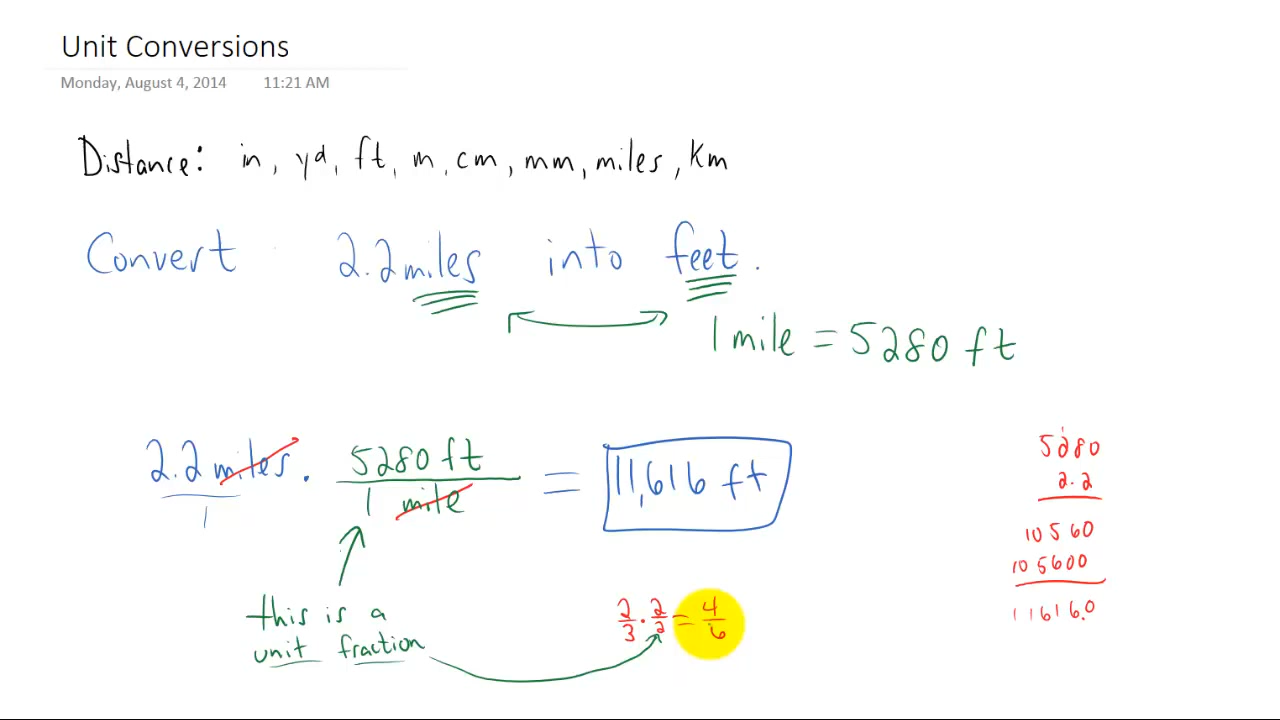 Unit Conversions
Monday, August 4, 2014 11:21 AM
Distance: in, yd, ft, m, cm, mm, miles, km
Convert 2.2 miles into feet.
1 mile = 5280 ft
2.2 miles / 1 · 5280 ft / 1 mile = 11,616 ft
this is a
unit fraction
2/3 · 2/2 = 4/6
1
5280
2.2
10560
105600
11616.0